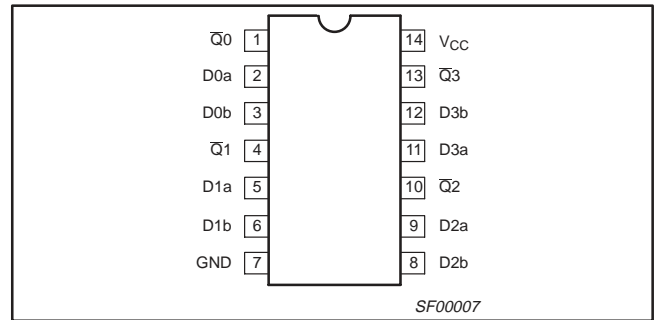 Q̅0 1 14 VCC
D0a 2 13 Q̅3
D0b 3 12 D3b
Q̅1 4 11 D3a
D1a 5 10 Q̅2
D1b 6 9 D2a
GND 7 8 D2b
SF00007